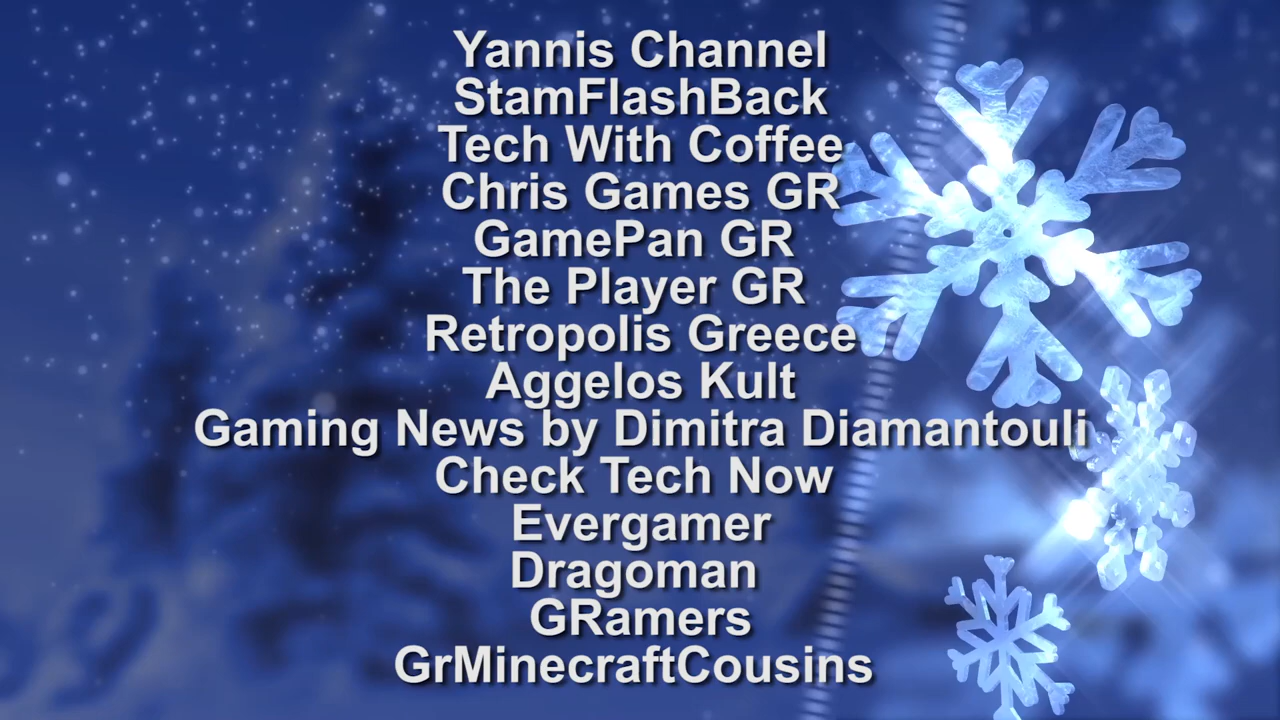 Yannis Channel
StamFlashBack
Tech With Coffee
Chris Games GR
GamePan GR
The Player GR
Retropolis Greece
Aggelos Kult
Gaming News by Dimitra Diamantouli
Check Tech Now
Evergamer
Dragoman
GRamers
GrMinecraftCousins